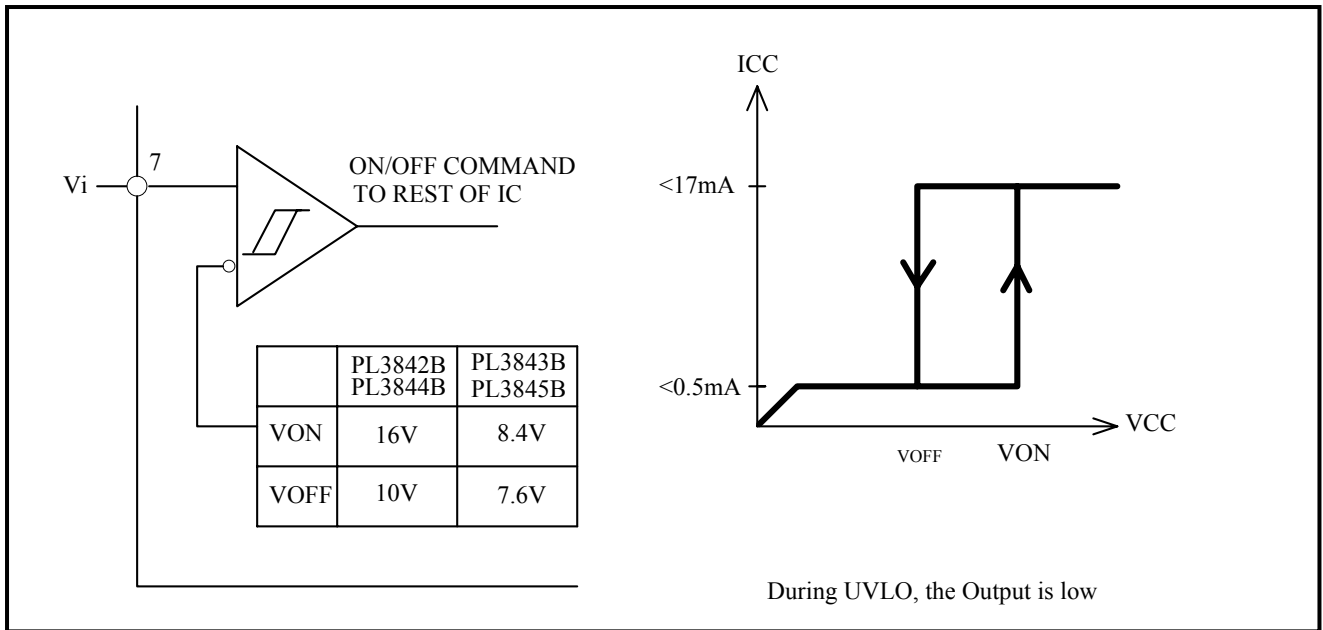 Vi
7
ON/OFF COMMAND
TO REST OF IC
PL3842B PL3843B
PL3844B PL3845B
VON 16V 8.4V
VOFF 10V 7.6V
ICC
<17mA
<0.5mA
VCC
VOFF VON
During UVLO, the Output is low